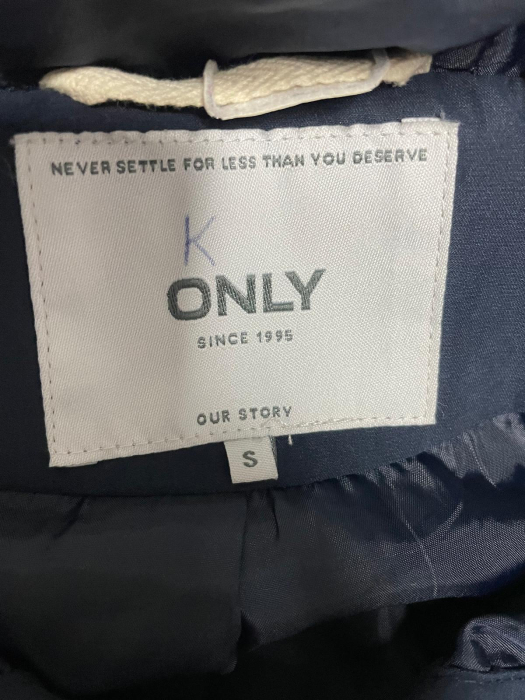 NEVER SETTLE FOR LESS THAN YOU DESERVE
K
ONLY
SINCE 1995
OUR STORY
S